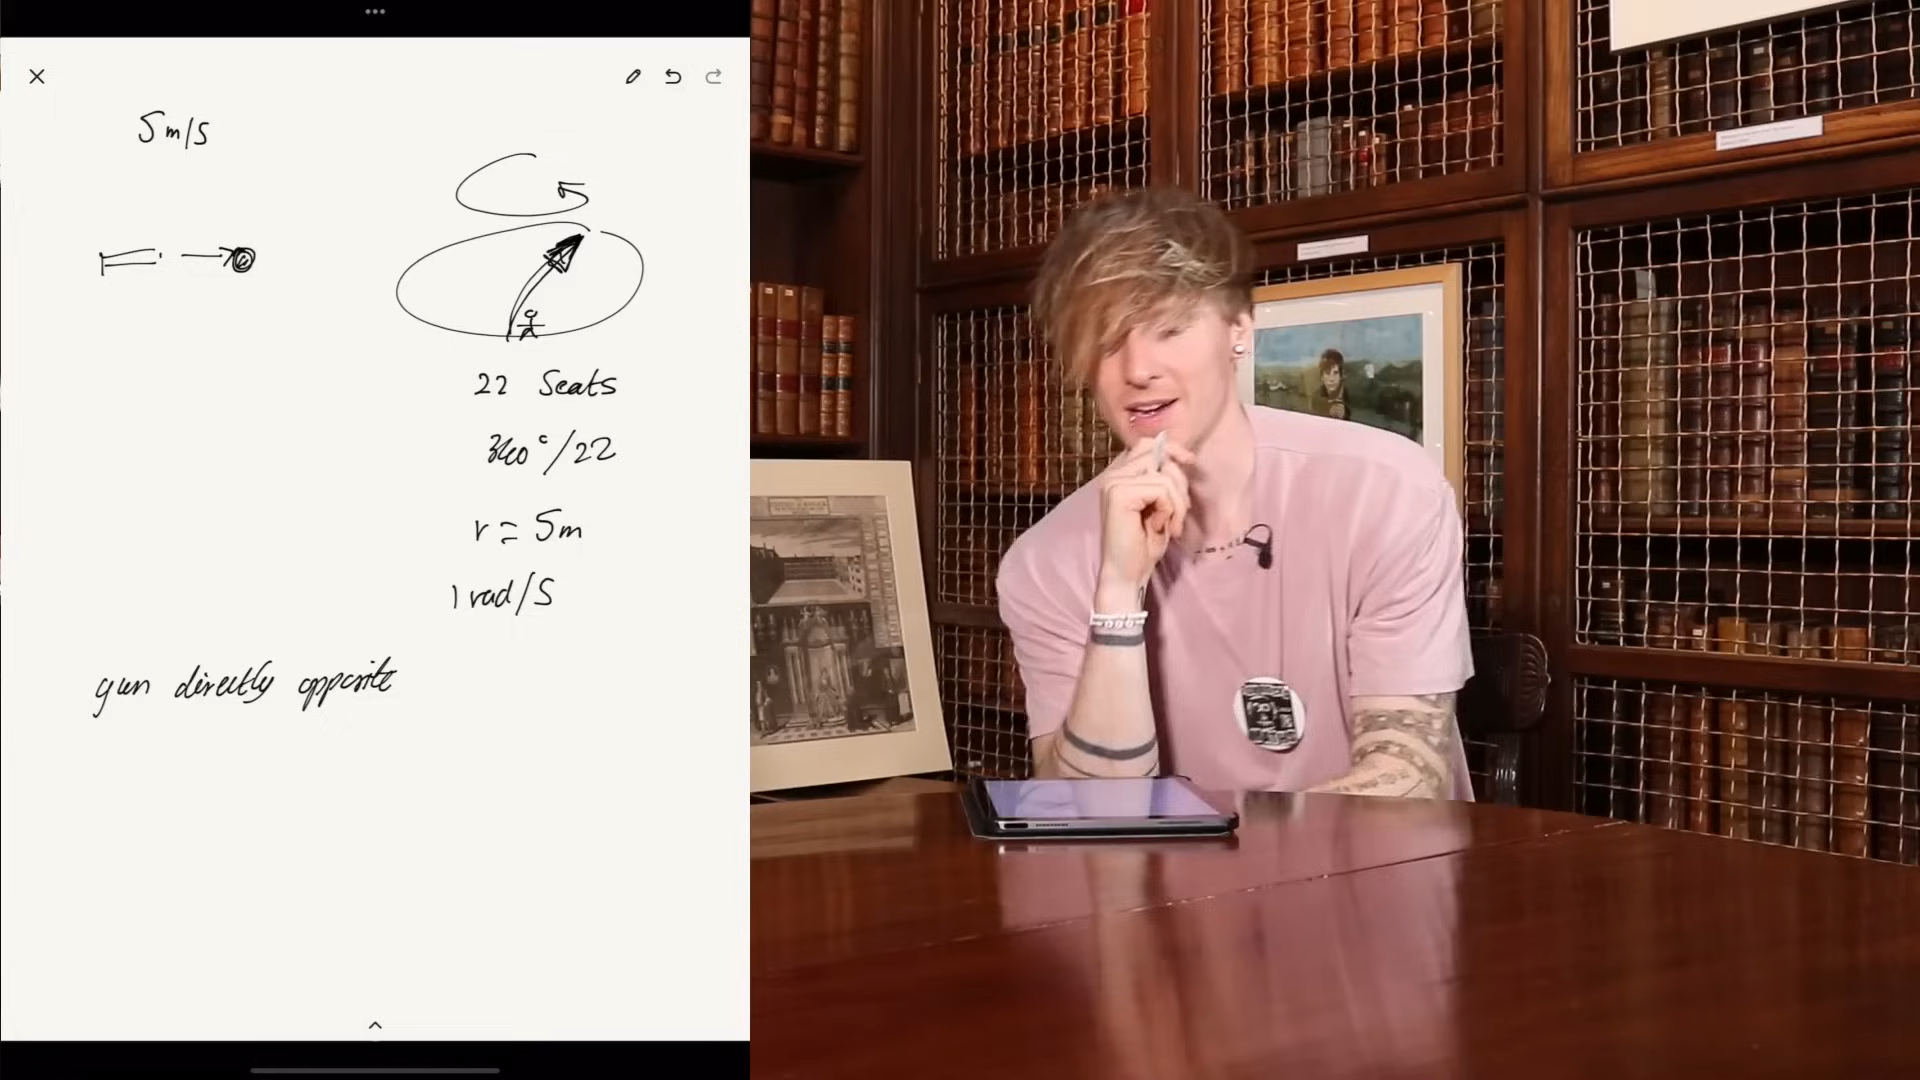 5m/s
22 Seats
360°/22
r = 5m
1 rad/s
gun directly opposite